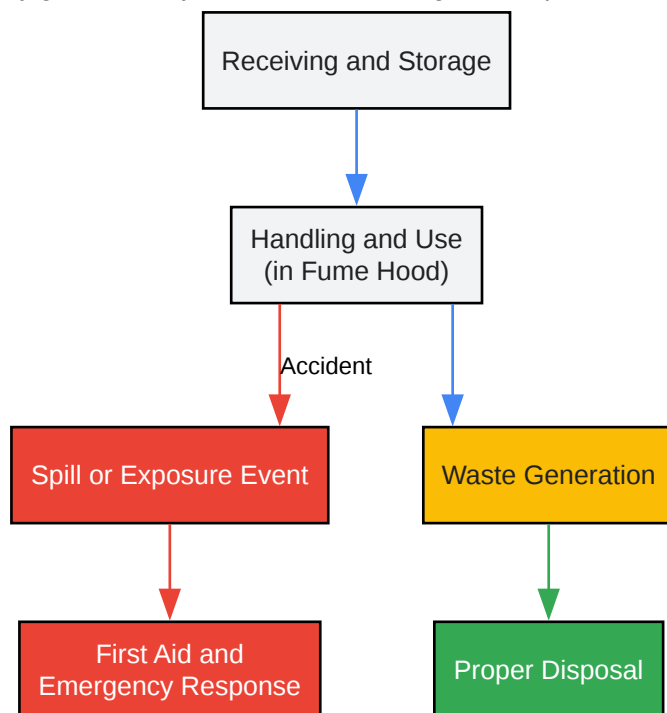 Receiving and Storage
Handling and Use
(in Fume Hood)
Accident
Spill or Exposure Event
Waste Generation
First Aid and
Emergency Response
Proper Disposal